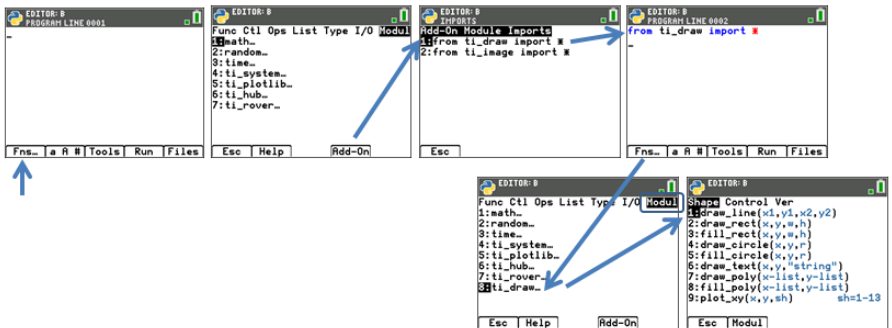 EDITOR: B
PROGRAM LINE 0001
Fns… a A # Tools Run Files
EDITOR: B
Func Ctl Ops List Type I/O Modul
1:math…
2:random…
3:time…
4:ti_system…
5:ti_plotlib…
6:ti_hub…
7:ti_rover…
Esc Help Add-On
EDITOR: B
IMPORTS
Add-On Module Imports
1:from ti_draw import *
2:from ti_image import *
Esc
EDITOR: B
PROGRAM LINE 0002
from ti_draw import *
Fns… a A # Tools Run Files
EDITOR: B
Func Ctl Ops List Type I/O Modul
1:math…
2:random…
3:time…
4:ti_system…
5:ti_plotlib…
6:ti_hub…
7:ti_rover…
8:ti_draw…
Esc Help Add-On
EDITOR: B
Shape Control Ver
1:draw_line(x1,y1,x2,y2)
2:draw_rect(x,y,w,h)
3:fill_rect(x,y,w,h)
4:draw_circle(x,y,r)
5:fill_circle(x,y,r)
6:draw_text(x,y,"string")
7:draw_poly(x-list,y-list)
8:fill_poly(x-list,y-list)
9:plot_xy(x,y,sh) sh=1-13
Esc Modul